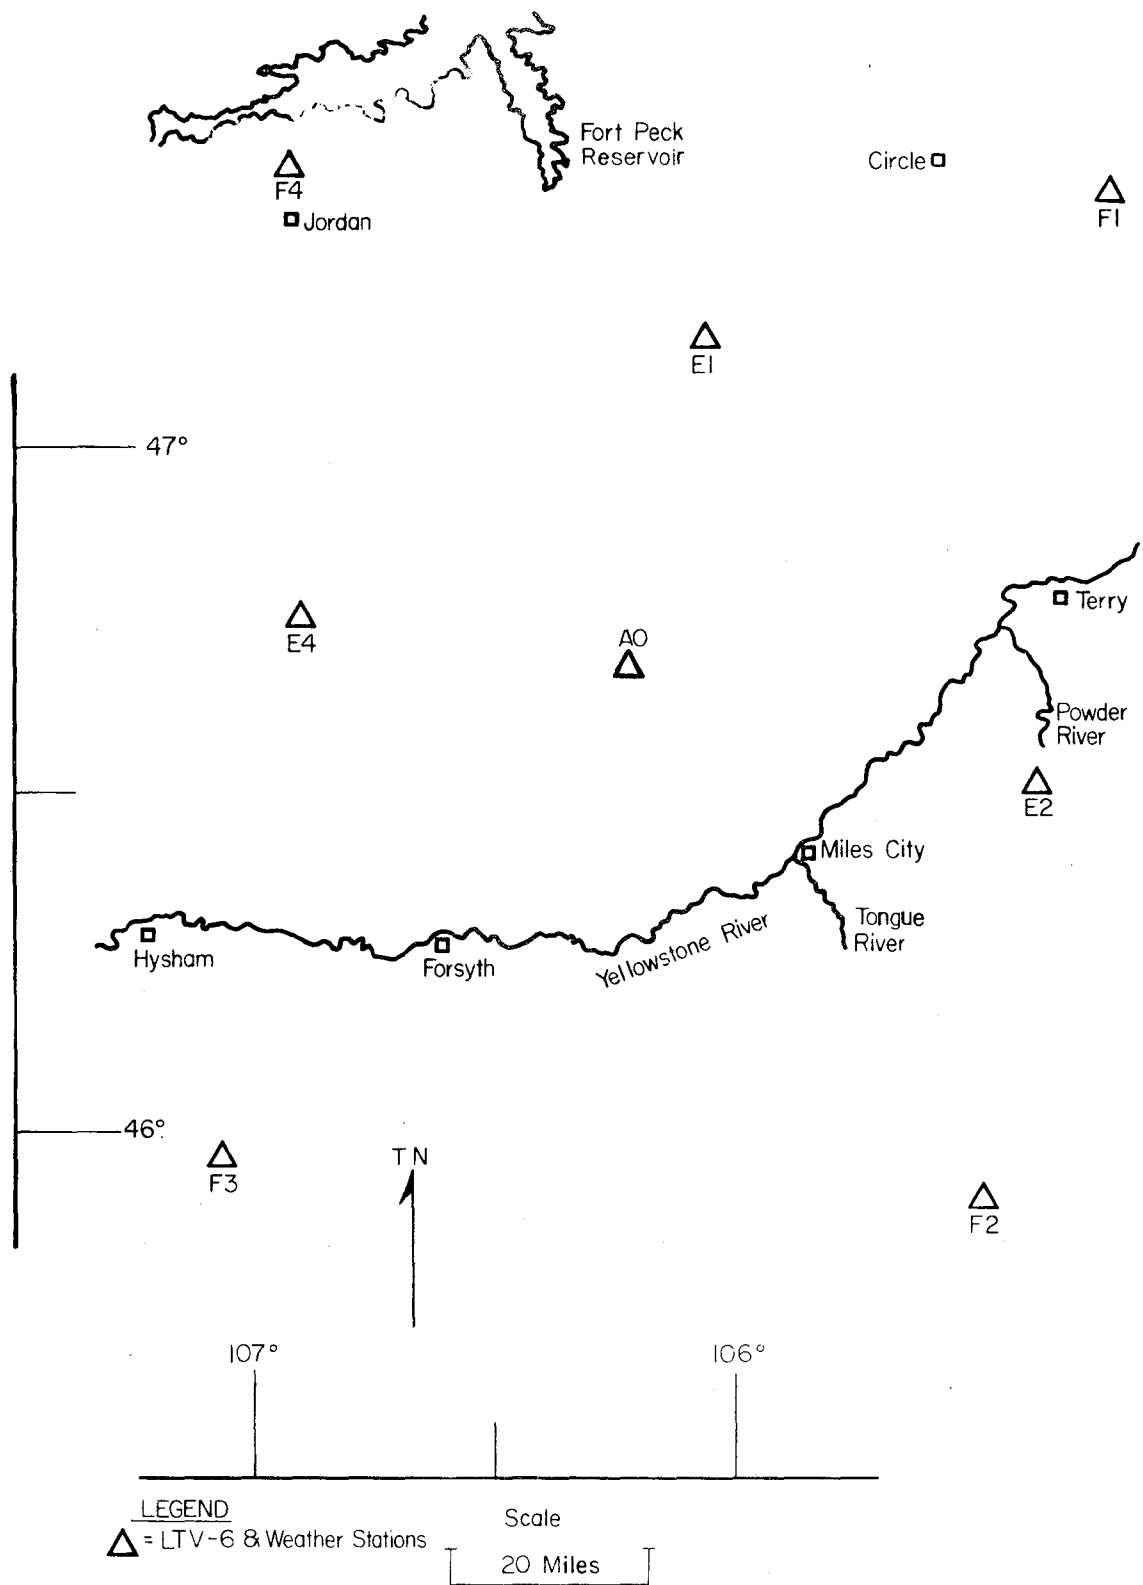 Fort Peck
Reservoir
Circle
F4
Jordan
F1
E1
47°
E4
A0
Terry
Powder
River
E2
Miles City
Tongue
River
Yellowstone River
Hysham
Forsyth
46°
F3
TN
F2
107°
106°
LEGEND
= LTV-6 & Weather Stations
Scale
20 Miles